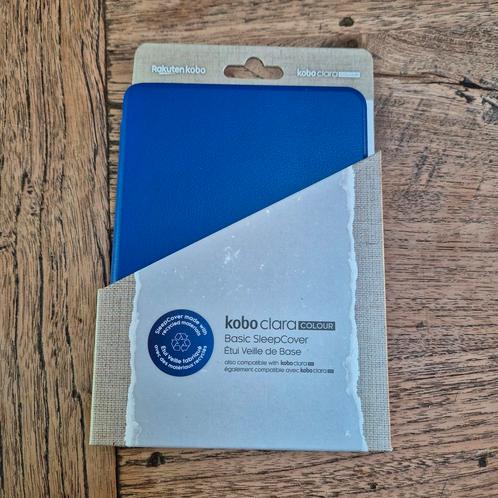 Rakuten kobo
kobo clara COLOUR
SleepCover made with
recycled materials
Étui Veille fabriqué
avec des matériaux recyclés
kobo clara COLOUR
Basic SleepCover
Étui Veille de Base
also compatible with kobo clara
également compatible avec kobo clara